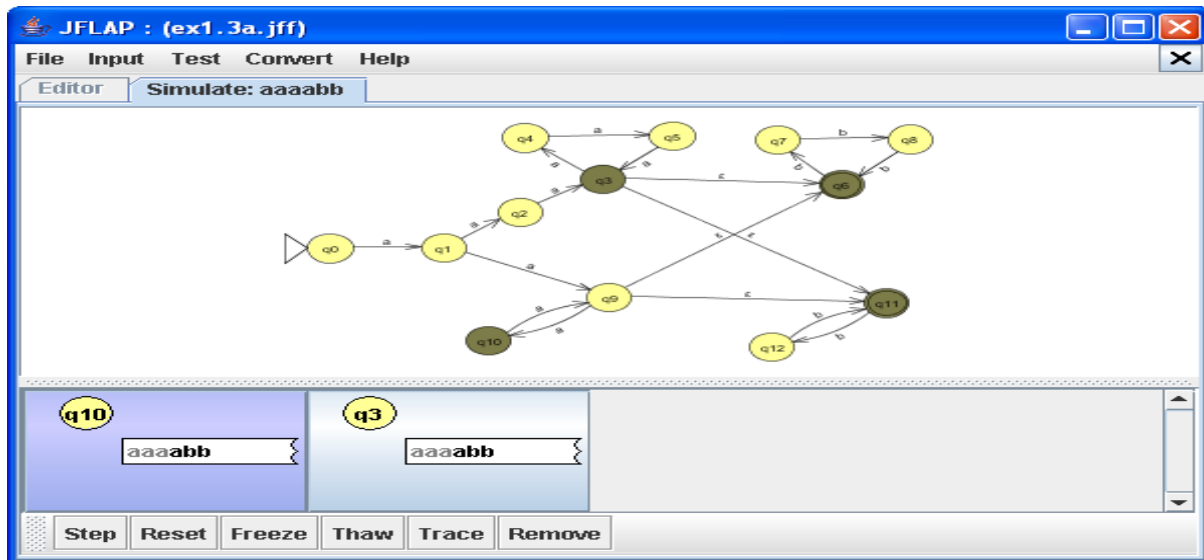 JFLAP : (ex1.3a.jff)
File Input Test Convert Help
Editor Simulate: aaaabb
q4 a q5 q7 b q8
a a b b
q3 ε q6
a
q2
a ε ε
q0 a q1
a
q9 ε q11
a a b b
q10 q12
q10 q3
aaaabb aaaabb
Step Reset Freeze Thaw Trace Remove